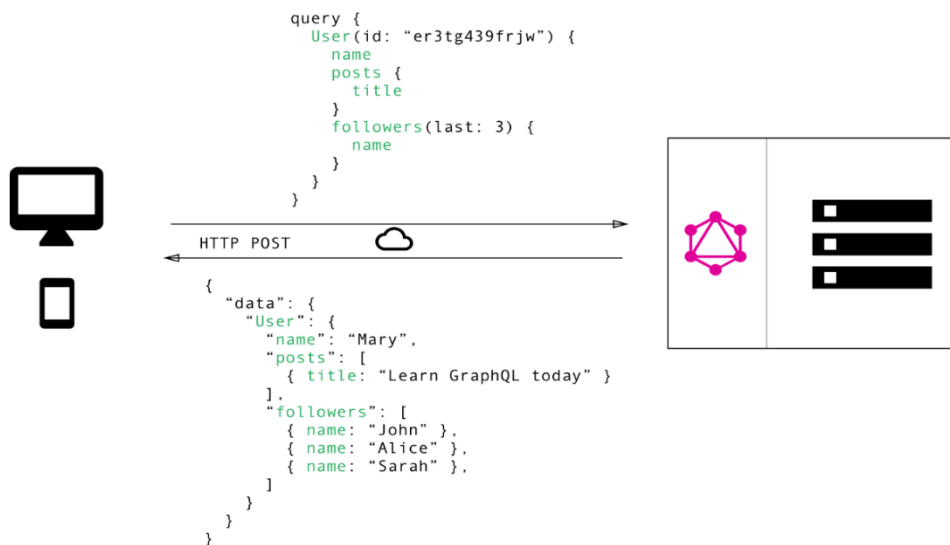 query {
  User(id: “er3tg439frjw”) {
    name
    posts {
      title
    }
    followers(last: 3) {
      name
    }
  }
}
HTTP POST
{
  “data”: {
    “User”: {
      “name”: “Mary”,
      “posts”: [
        { title: “Learn GraphQL today” }
      ],
      “followers”: [
        { name: “John” },
        { name: “Alice” },
        { name: “Sarah” },
      ]
    }
  }
}